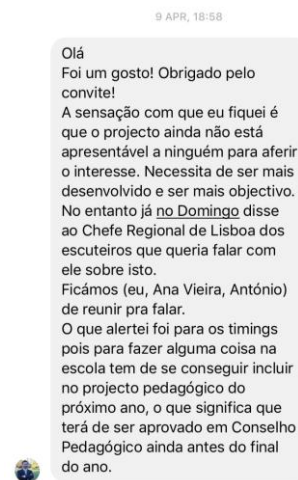 9 APR, 18:58
Olá
Foi um gosto! Obrigado pelo
convite!
A sensação com que eu fiquei é
que o projecto ainda não está
apresentável a ninguém para aferir
o interesse. Necessita de ser mais
desenvolvido e ser mais objectivo.
No entanto já no Domingo disse
ao Chefe Regional de Lisboa dos
escuteiros que queria falar com
ele sobre isto.
Ficámos (eu, Ana Vieira, António)
de reunir pra falar.
O que alertei foi para os timings
pois para fazer alguma coisa na
escola tem de se conseguir incluir
no projecto pedagógico do
próximo ano, o que significa que
terá de ser aprovado em Conselho
Pedagógico ainda antes do final
do ano.